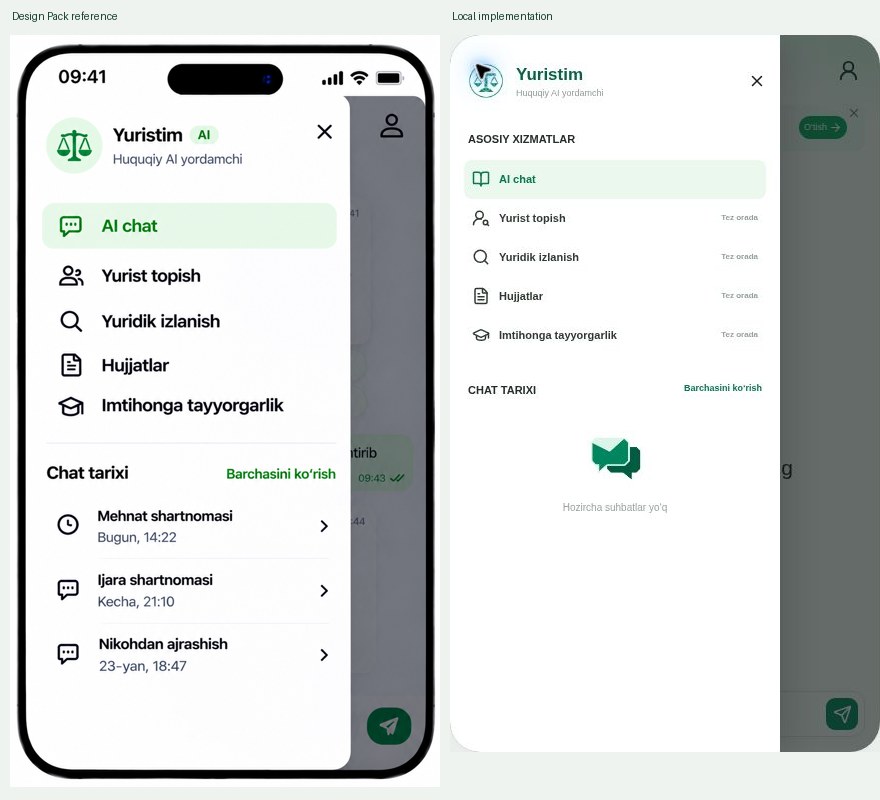 Design Pack reference
09:41
Yuristim AI
Huquqiy AI yordamchi
AI chat
Yurist topish
Yuridik izlanish
Hujjatlar
Imtihonga tayyorgarlik
Chat tarixi
Barchasini ko‘rish
Mehnat shartnomasi
Bugun, 14:22
Ijara shartnomasi
Kecha, 21:10
Nikohdan ajrashish
23-yan, 18:47
41
ntirib
09:43
.44
Local implementation
Yuristim
Huquqiy AI yordamchi
O‘tish →
ASOSIY XIZMATLAR
AI chat
Yurist topish Tez orada
Yuridik izlanish Tez orada
Hujjatlar Tez orada
Imtihonga tayyorgarlik Tez orada
CHAT TARIXI
Barchasini ko‘rish
g
Hozircha suhbatlar yo‘q